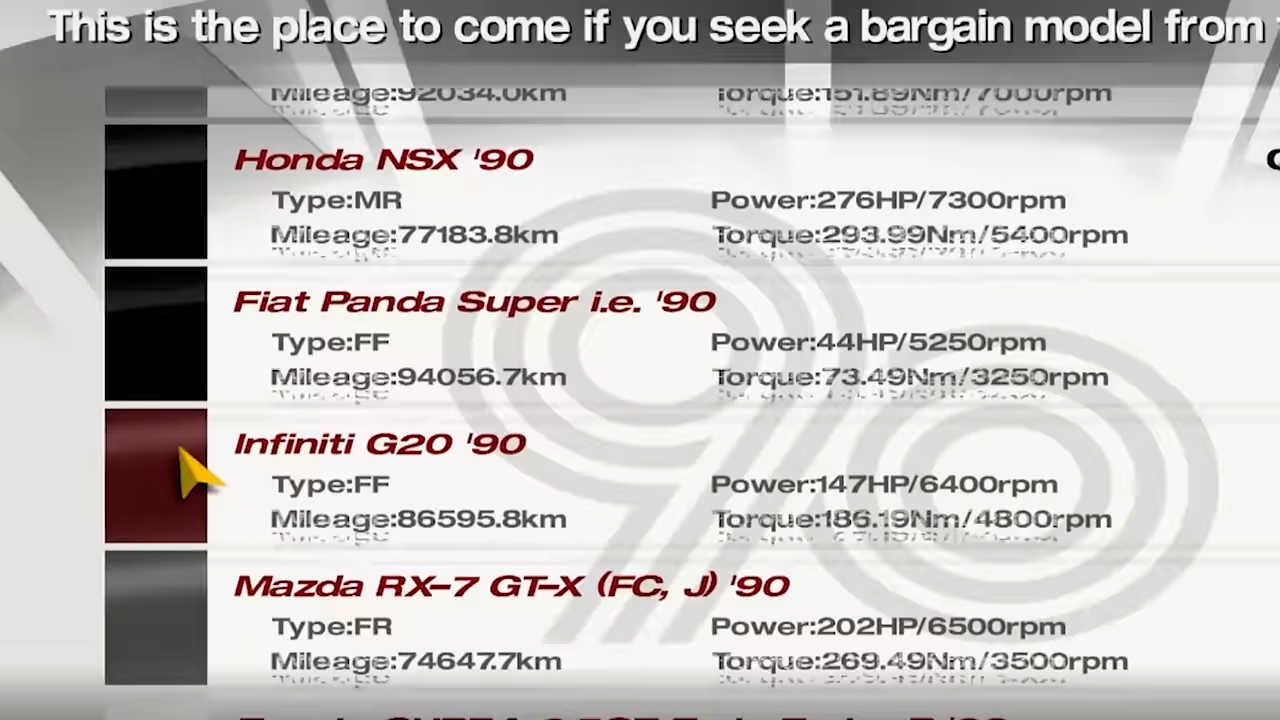 This is the place to come if you seek a bargain model from
Mileage:92034.0km Torque:151.89Nm/7000rpm
Honda NSX '90
Type:MR Power:276HP/7300rpm
Mileage:77183.8km Torque:293.99Nm/5400rpm
Fiat Panda Super i.e. '90
Type:FF Power:44HP/5250rpm
Mileage:94056.7km Torque:73.49Nm/3250rpm
Infiniti G20 '90
Type:FF Power:147HP/6400rpm
Mileage:86595.8km Torque:186.19Nm/4800rpm
Mazda RX-7 GT-X (FC, J) '90
Type:FR Power:202HP/6500rpm
Mileage:74647.7km Torque:269.49Nm/3500rpm